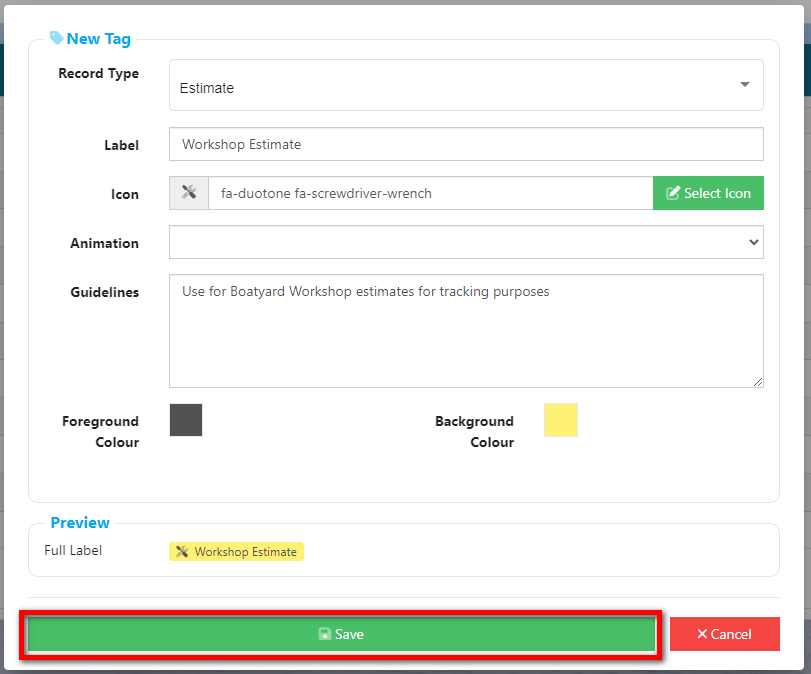 New Tag
Record Type
Estimate
Label
Workshop Estimate
Icon
fa-duotone fa-screwdriver-wrench
Select Icon
Animation
Guidelines
Use for Boatyard Workshop estimates for tracking purposes
Foreground
Colour
Background
Colour
Preview
Full Label
Workshop Estimate
Save
Cancel